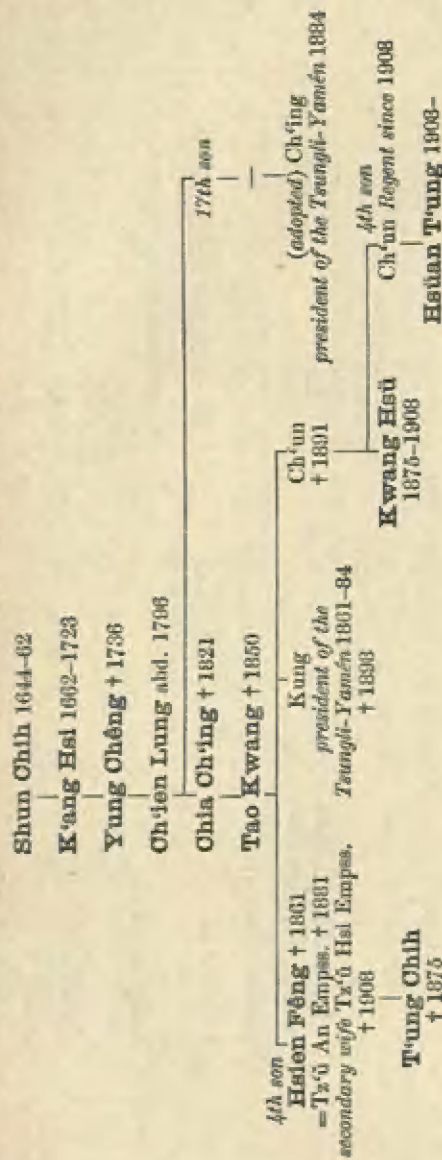 Shun Chih 1644–62
K‘ang Hsi 1662–1723
Yung Chêng † 1736
Ch‘ien Lung abd. 1796
Chia Ch‘ing † 1821
17th son
Tao Kwang † 1850
(adopted) Ch‘ing
president of the Tsungli-Yamên 1884
4th son
Hsien Fêng † 1861
= Tz‘ŭ An Empss. † 1881
secondary wife Tz‘ŭ Hsi Empss.
† 1908
Kung
president of the
Tsungli-Yamên 1861–84
† 1898
Ch‘un
† 1891
T‘ung Chih
† 1875
Kwang Hsü
1875–1908
4th son
Ch‘un Regent since 1908
Hsüan T‘ung 1908–